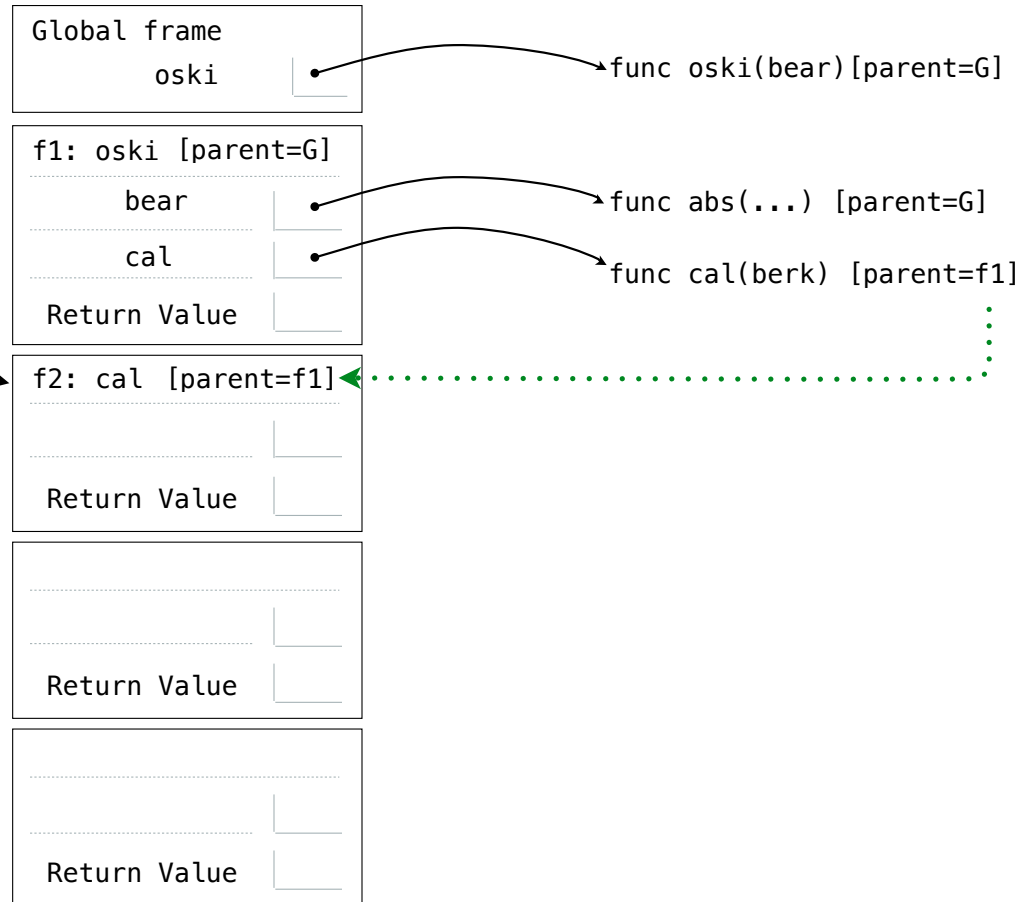 Global frame
oski
func oski(bear)[parent=G]
f1: oski [parent=G]
bear
func abs(...) [parent=G]
cal
func cal(berk) [parent=f1]
Return Value
f2: cal [parent=f1]
Return Value
Return Value
Return Value